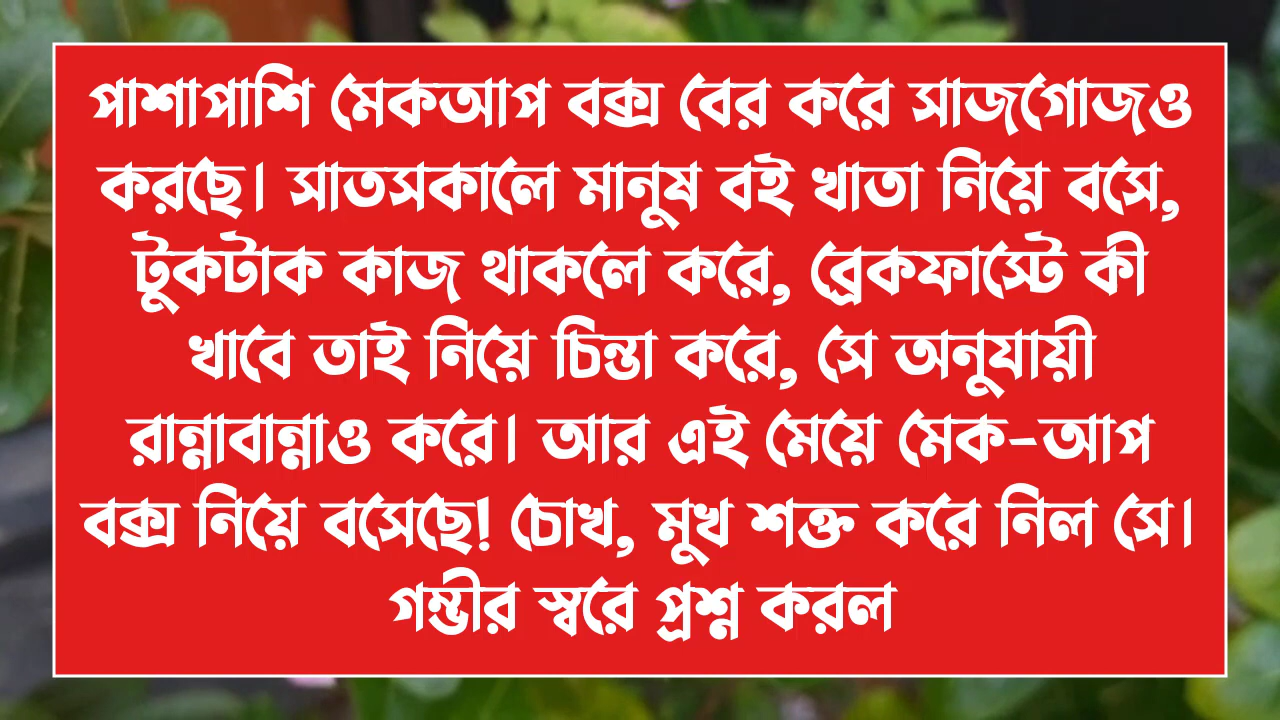 পাশাপাশি মেকআপ বক্স বের করে সাজগোজও
করছে। সাতসকালে মানুষ বই খাতা নিয়ে বসে,
টুকটাক কাজ থাকলে করে, ব্রেকফাস্টে কী
খাবে তাই নিয়ে চিন্তা করে, সে অনুযায়ী
রান্নাবান্নাও করে। আর এই মেয়ে মেক-আপ
বক্স নিয়ে বসেছে! চোখ, মুখ শক্ত করে নিল সে।
গম্ভীর স্বরে প্রশ্ন করল